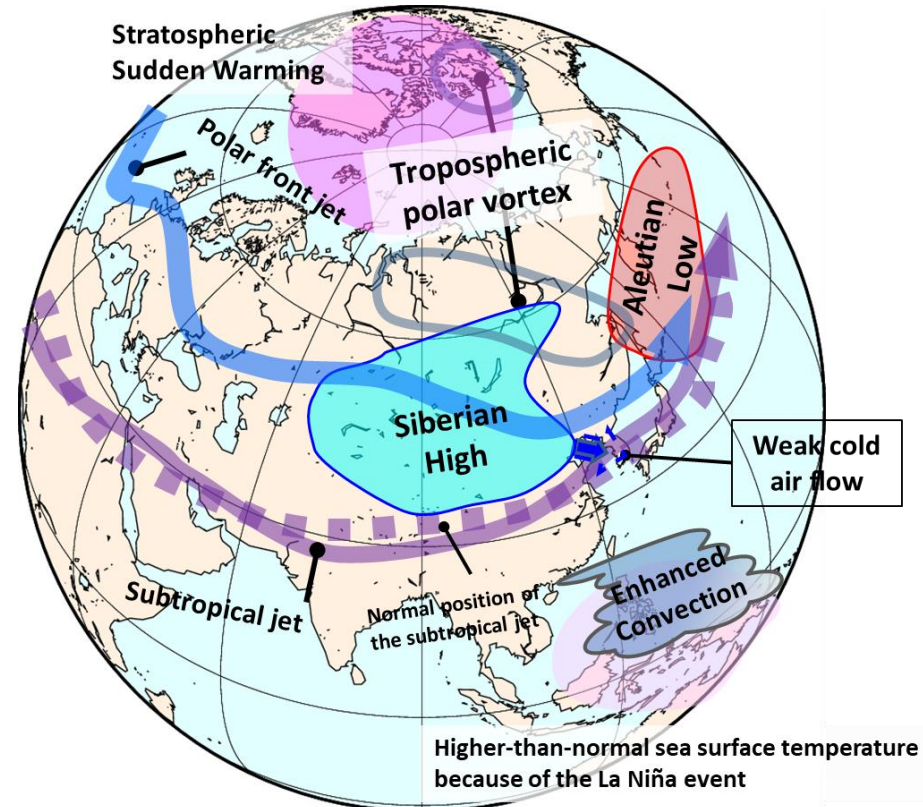 Stratospheric
Sudden Warming
Polar front jet
Tropospheric
polar vortex
Aleutian
Low
Siberian
High
Weak cold
air flow
Subtropical jet
Normal position of
the subtropical jet
Enhanced
Convection
Higher-than-normal sea surface temperature
because of the La Niña event